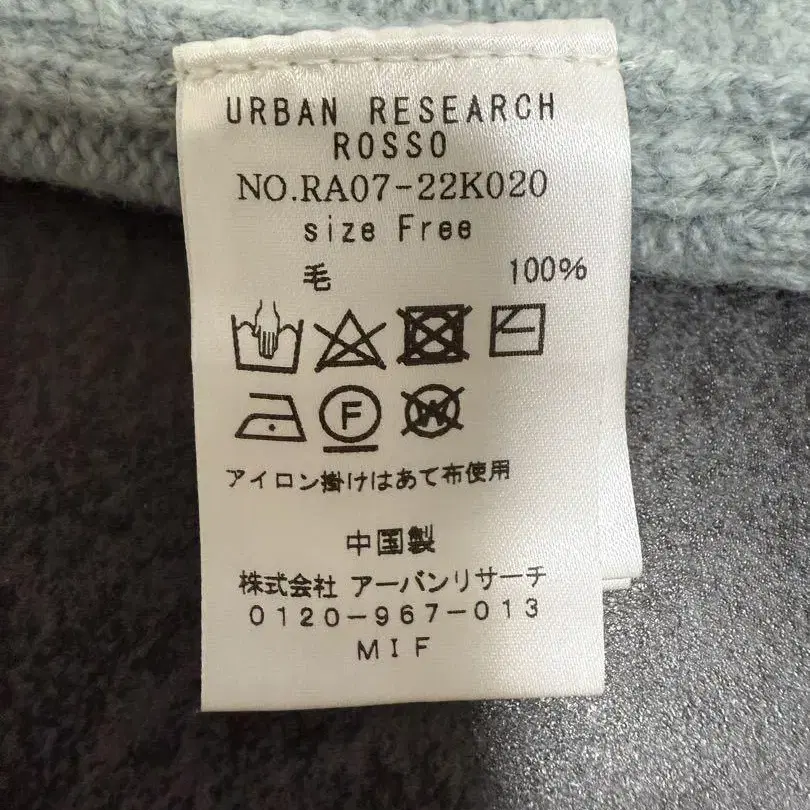 URBAN RESEARCH
ROSSO
NO.RA07-22K020
size Free
毛 100%
F W
アイロン掛けはあて布使用
中国製
株式会社 アーバンリサーチ
0120-967-013
MIF